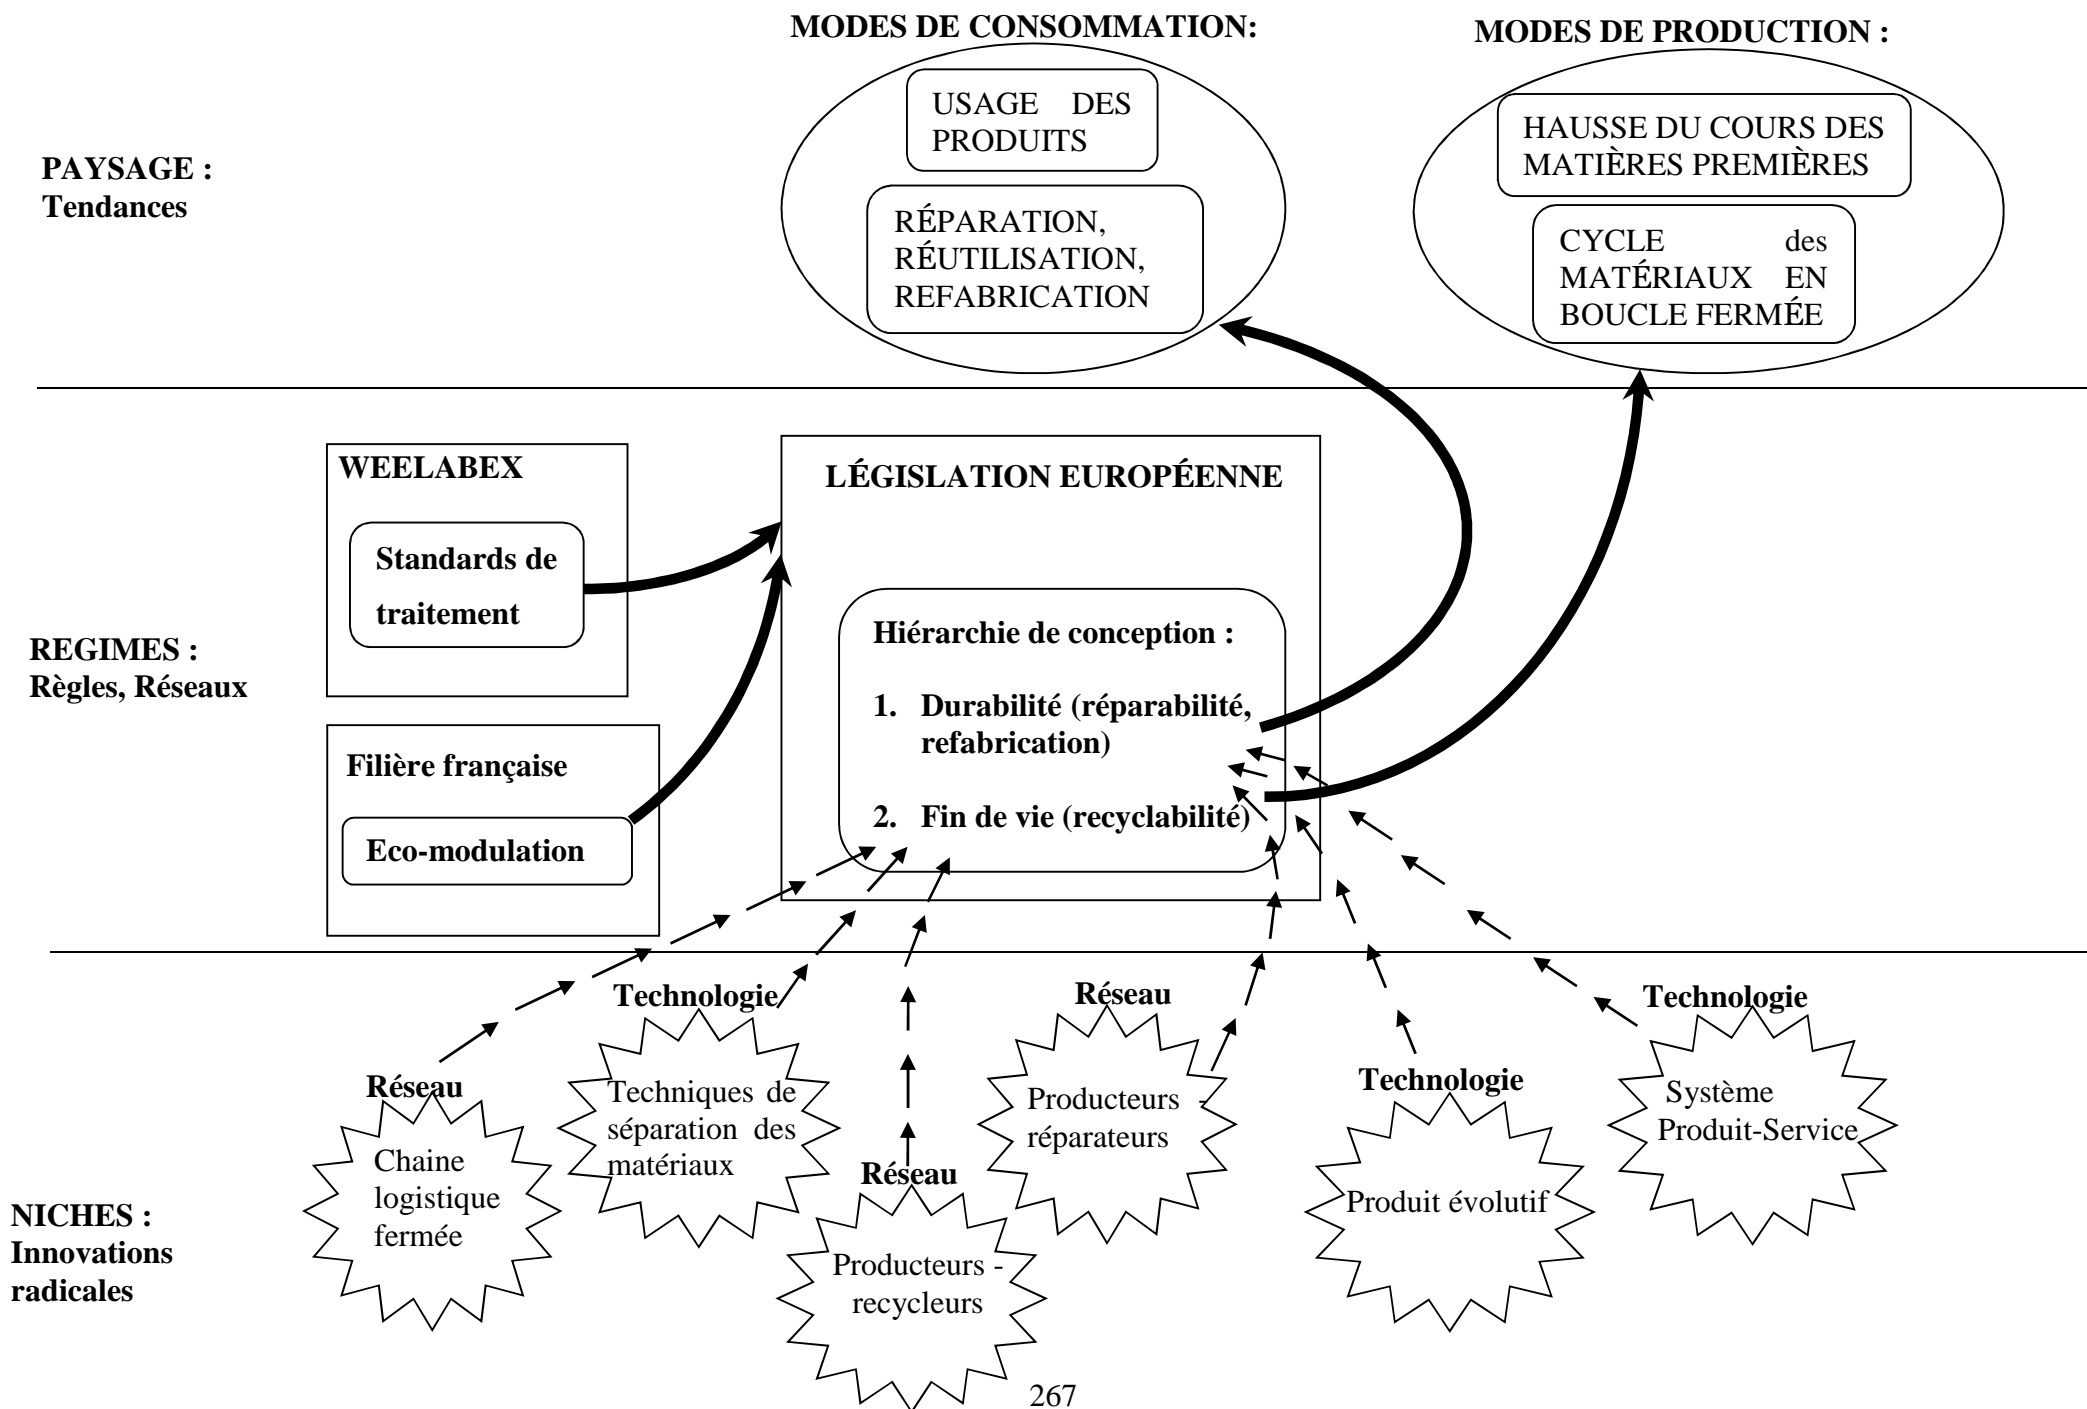 MODES DE CONSOMMATION:
MODES DE PRODUCTION :
USAGE DES
PRODUITS
RÉPARATION,
RÉUTILISATION,
REFABRICATION
HAUSSE DU COURS DES
MATIÈRES PREMIÈRES
CYCLE des
MATÉRIAUX EN
BOUCLE FERMÉE
PAYSAGE :
Tendances
WEELABEX
Standards de
traitement
LÉGISLATION EUROPÉENNE
Hiérarchie de conception :
1. Durabilité (réparabilité,
refabrication)
2. Fin de vie (recyclabilité)
REGIMES :
Règles, Réseaux
Filière française
Eco-modulation
Réseau
Chaine
logistique
fermée
Technologie
Techniques de
séparation des
matériaux
Réseau
Producteurs -
recycleurs
Réseau
Producteurs -
réparateurs
Technologie
Produit évolutif
Technologie
Système
Produit-Service
NICHES :
Innovations
radicales
267